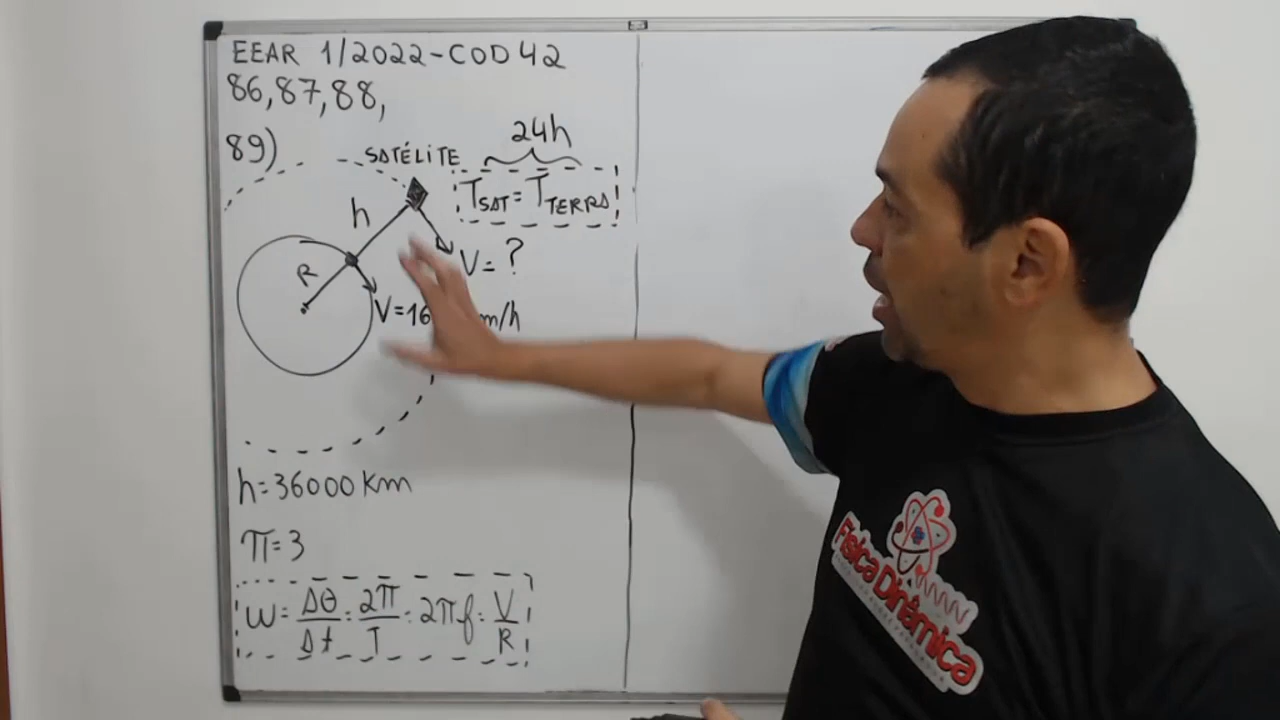 EEAR 1/2022-COD 42
86,87,88,
89)
SATÉLITE
24h
TSAT = TTERRA
h
R
V = ?
V=16 m/h
h=36000 Km
π=3
ω = Δθ/Δt = 2π/T = 2πf = V/R
Física Dinâmica